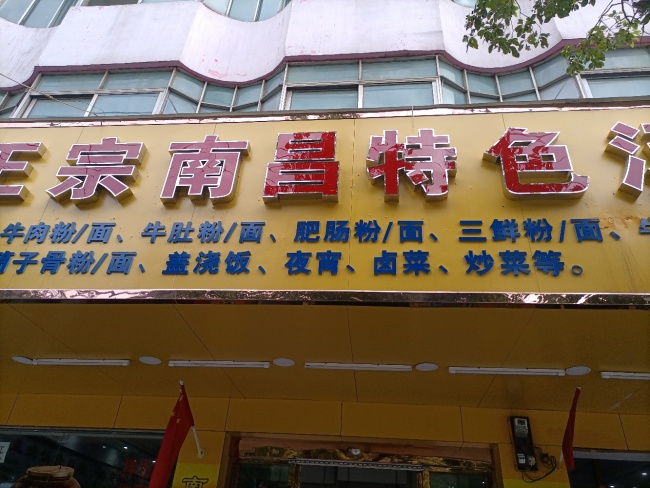 正宗南昌特色
牛肉粉/面、牛肚粉/面、肥肠粉/面、三鲜粉/面、
子骨粉/面、盖浇饭、夜宵、卤菜、炒菜等。
南